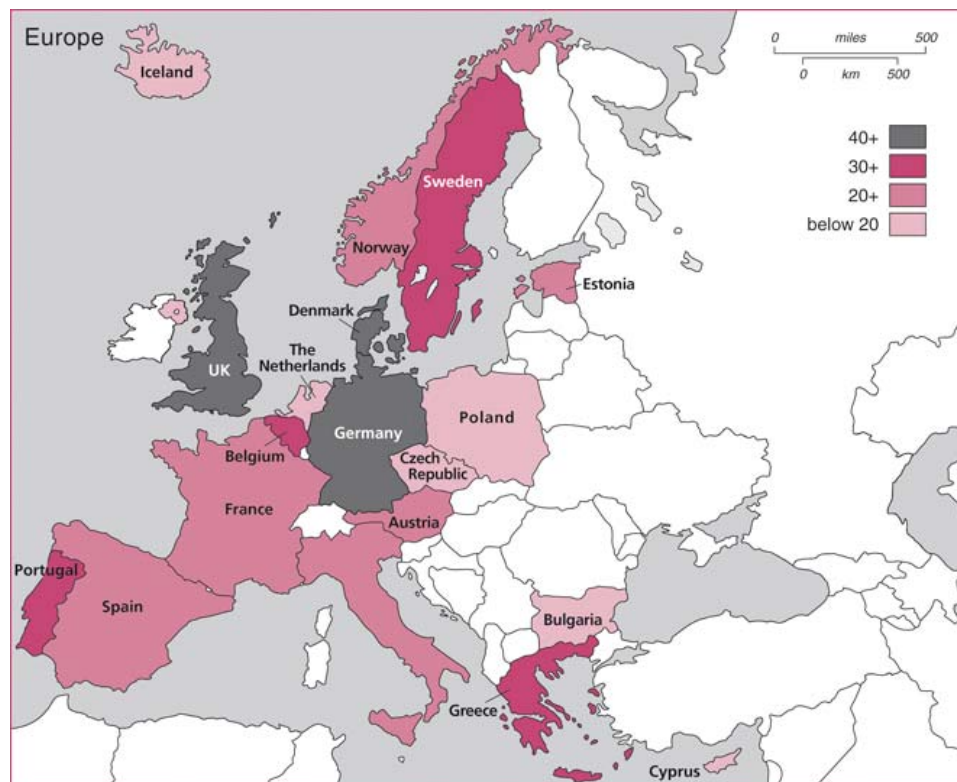 Europe
Iceland
0 miles 500
0 km 500
40+
30+
20+
below 20
Sweden
Norway
Estonia
Denmark
The
Netherlands
UK
Germany
Poland
Belgium
Czech
Republic
France
Austria
Portugal
Spain
Bulgaria
Greece
Cyprus